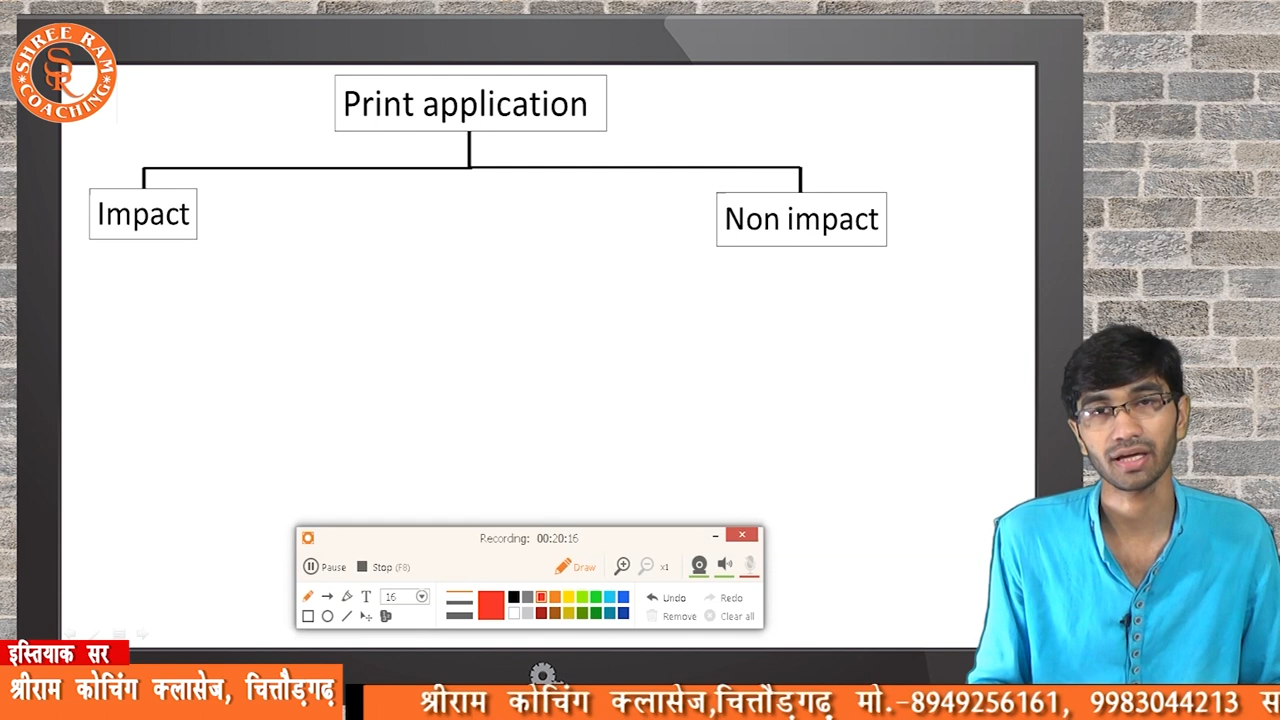 SHREE RAM
SR
COACHING
Print application
Impact
Non impact
Recording: 00:20:16
Pause
Stop (F8)
Draw
x1
T
16
Undo
Redo
Remove
Clear all
इस्तियाक सर
श्रीराम कोचिंग क्लासेज, चित्तौड़गढ़
श्रीराम कोचिंग क्लासेज,चित्तौड़गढ़ मो.-8949256161, 9983044213 स